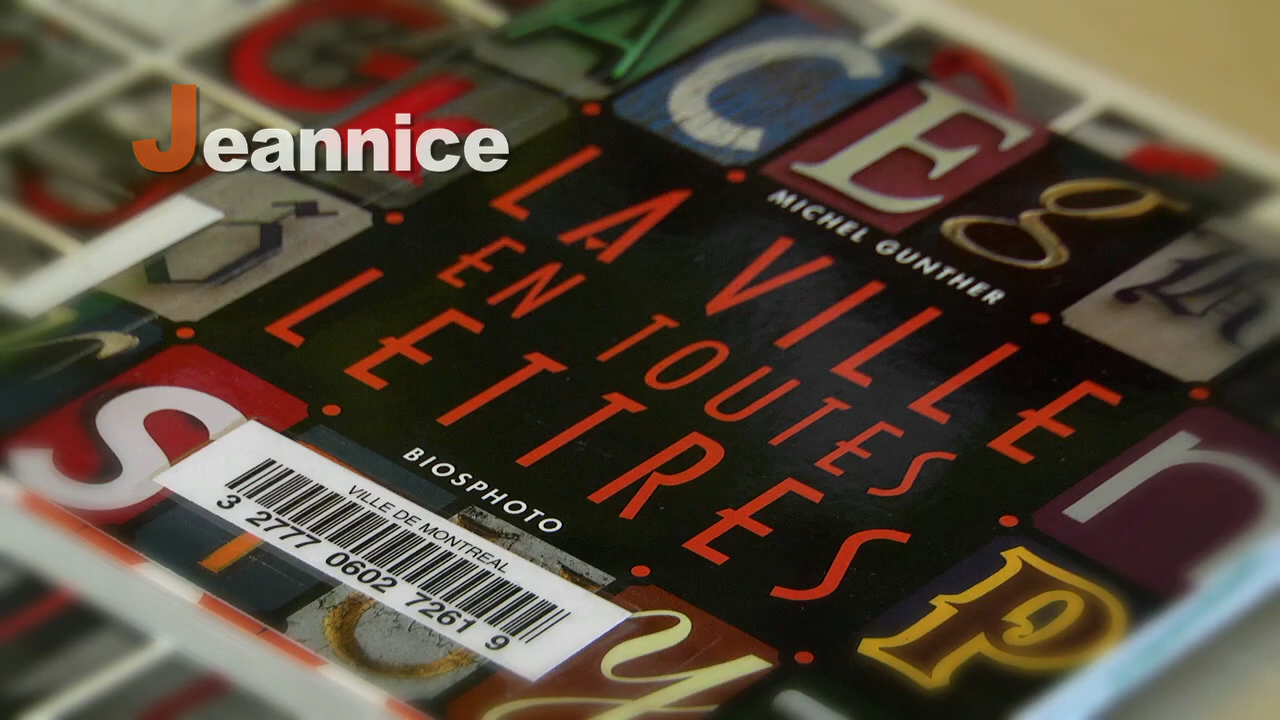 Jeannice
A C E g
MICHEL GUNTHER
LA VILLE
EN TOUTES
LETTRES
BIOSPHOTO
VILLE DE MONTREAL
3 2777 0602 7261 9
S
n
P
y